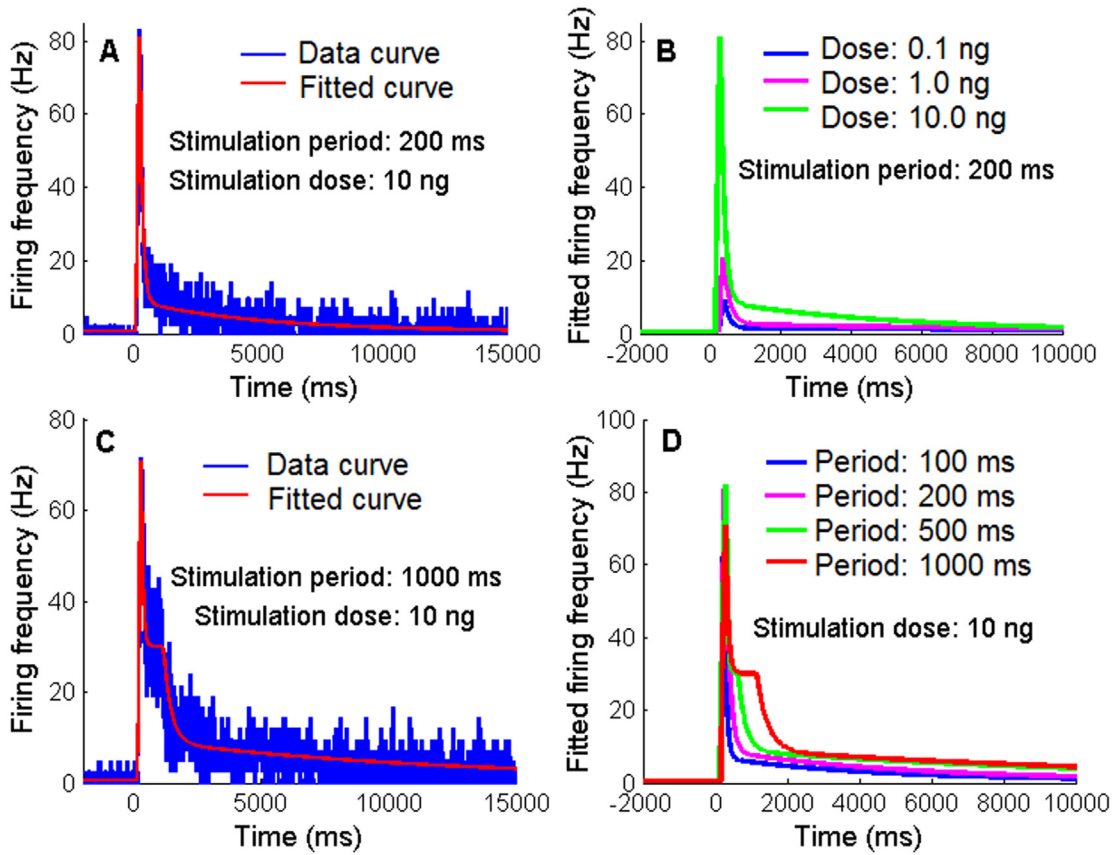 A
Firing frequency (Hz)
80
60
40
20
0
Data curve
Fitted curve
Stimulation period: 200 ms
Stimulation dose: 10 ng
0
5000
10000
15000
Time (ms)
B
Fitted firing frequency (Hz)
80
60
40
20
0
Dose: 0.1 ng
Dose: 1.0 ng
Dose: 10.0 ng
Stimulation period: 200 ms
-2000
0
2000
4000
6000
8000
10000
Time (ms)
C
Firing frequency (Hz)
80
60
40
20
0
Data curve
Fitted curve
Stimulation period: 1000 ms
Stimulation dose: 10 ng
0
5000
10000
15000
Time (ms)
D
Fitted firing frequency (Hz)
100
80
60
40
20
0
Period: 100 ms
Period: 200 ms
Period: 500 ms
Period: 1000 ms
Stimulation dose: 10 ng
-2000
0
2000
4000
6000
8000
10000
Time (ms)